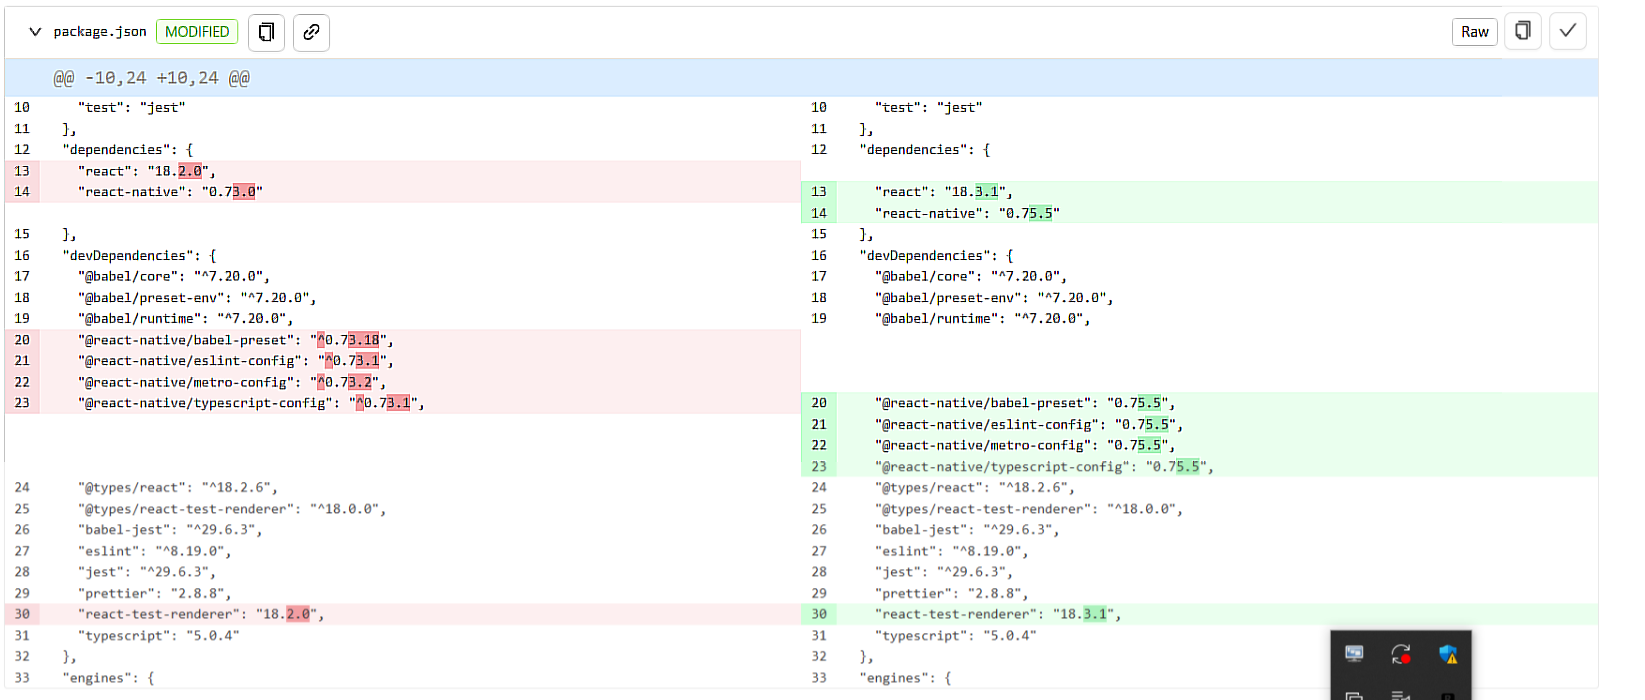 package.json MODIFIED Raw
@@ -10,24 +10,24 @@
10 "test": "jest"
11 },
12 "dependencies": {
13 "react": "18.2.0",
14 "react-native": "0.73.0"
15 },
16 "devDependencies": {
17 "@babel/core": "^7.20.0",
18 "@babel/preset-env": "^7.20.0",
19 "@babel/runtime": "^7.20.0",
20 "@react-native/babel-preset": "^0.73.18",
21 "@react-native/eslint-config": "^0.73.1",
22 "@react-native/metro-config": "^0.73.2",
23 "@react-native/typescript-config": "^0.73.1",
24 "@types/react": "^18.2.6",
25 "@types/react-test-renderer": "^18.0.0",
26 "babel-jest": "^29.6.3",
27 "eslint": "^8.19.0",
28 "jest": "^29.6.3",
29 "prettier": "2.8.8",
30 "react-test-renderer": "18.2.0",
31 "typescript": "5.0.4"
32 },
33 "engines": {
10 "test": "jest"
11 },
12 "dependencies": {
13 "react": "18.3.1",
14 "react-native": "0.75.5"
15 },
16 "devDependencies": {
17 "@babel/core": "^7.20.0",
18 "@babel/preset-env": "^7.20.0",
19 "@babel/runtime": "^7.20.0",
20 "@react-native/babel-preset": "0.75.5",
21 "@react-native/eslint-config": "0.75.5",
22 "@react-native/metro-config": "0.75.5",
23 "@react-native/typescript-config": "0.75.5",
24 "@types/react": "^18.2.6",
25 "@types/react-test-renderer": "^18.0.0",
26 "babel-jest": "^29.6.3",
27 "eslint": "^8.19.0",
28 "jest": "^29.6.3",
29 "prettier": "2.8.8",
30 "react-test-renderer": "18.3.1",
31 "typescript": "5.0.4"
32 },
33 "engines": {